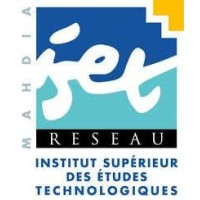 MAHDIA
iset
RESEAU
INSTITUT SUPÉRIEUR
DES ÉTUDES
TECHNOLOGIQUES